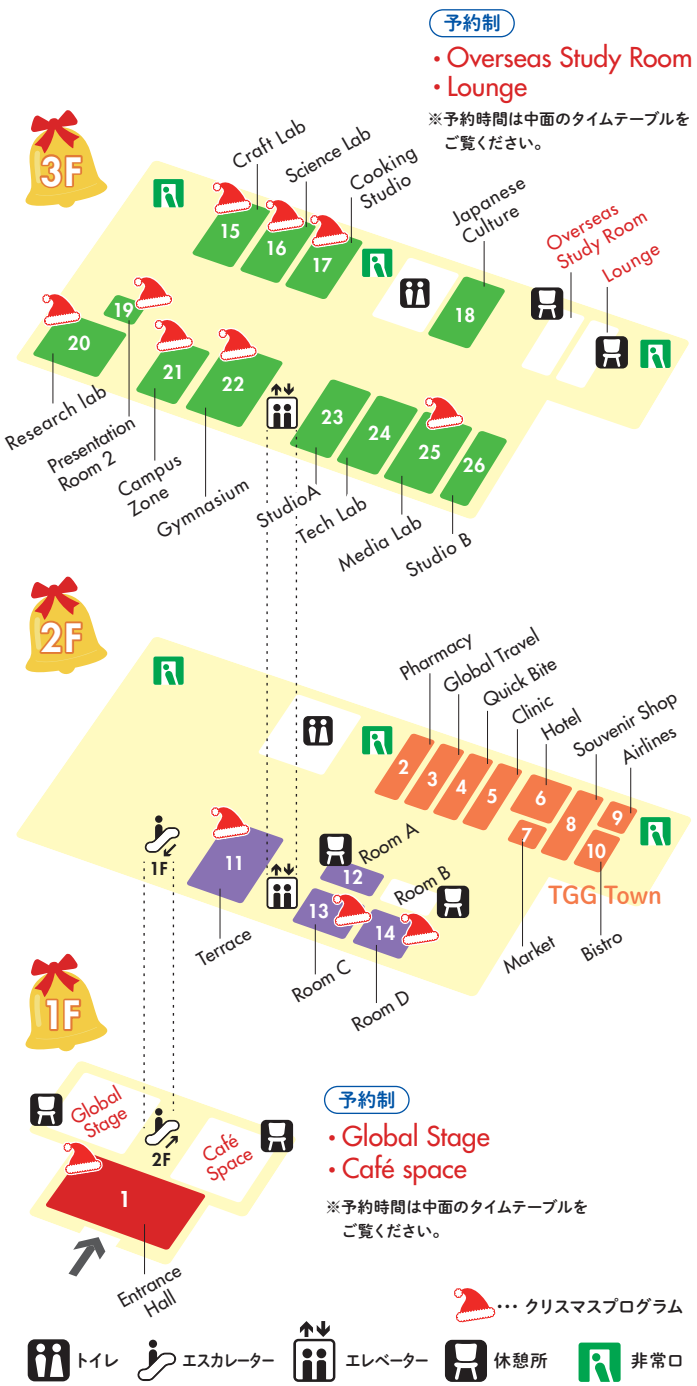 予約制
・Overseas Study Room
・Lounge
※予約時間は中面のタイムテーブルを
ご覧ください。
3F
Craft Lab
Science Lab
Cooking
Studio
Japanese
Culture
Overseas
Study Room
Lounge
15
16
17
18
19
20
21
22
23
24
25
26
Research lab
Presentation
Room 2
Campus
Zone
Gymnasium
StudioA
Tech Lab
Media Lab
Studio B
2F
Pharmacy
Global Travel
Quick Bite
Clinic
Hotel
Souvenir Shop
Airlines
2
3
4
5
6
7
8
9
10
1F
11
12
Room A
Room B
13
14
TGG Town
Terrace
Room C
Room D
Market
Bistro
1F
Global
Stage
2F
Café
Space
1
Entrance
Hall
予約制
・Global Stage
・Café space
※予約時間は中面のタイムテーブルを
ご覧ください。
… クリスマスプログラム
トイレ
エスカレーター
エレベーター
休憩所
非常口